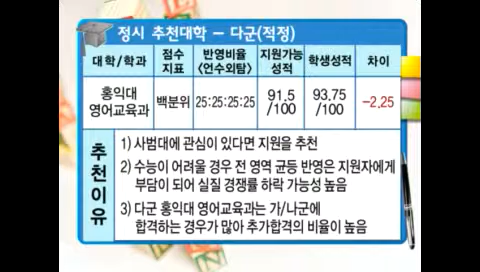 정시 추천대학 – 다군(적정)
대학/학과 점수지표 반영비율〈언수외탐〉 지원가능성적 학생성적 차이
홍익대 영어교육과 백분위 25:25:25:25 91.5/100 93.75/100 -2.25
추천이유
1) 사범대에 관심이 있다면 지원을 추천
2) 수능이 어려울 경우 전 영역 균등 반영은 지원자에게
부담이 되어 실질 경쟁률 하락 가능성 높음
3) 다군 홍익대 영어교육과는 가/나군에
합격하는 경우가 많아 추가합격의 비율이 높음